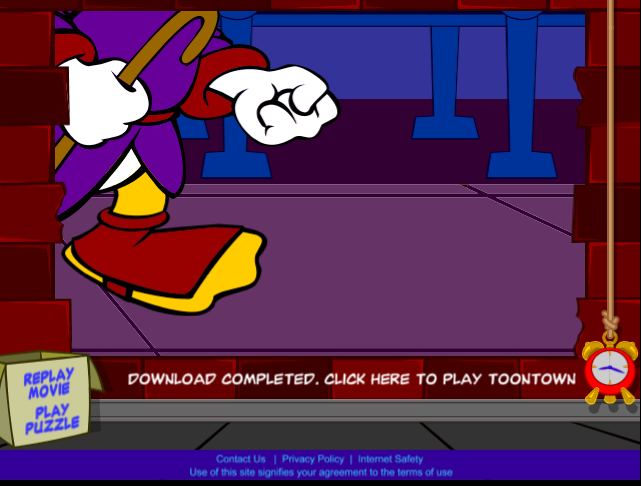 REPLAY
MOVIE
PLAY
PUZZLE
DOWNLOAD COMPLETED. CLICK HERE TO PLAY TOONTOWN
Contact Us | Privacy Policy | Internet Safety
Use of this site signifies your agreement to the terms of use